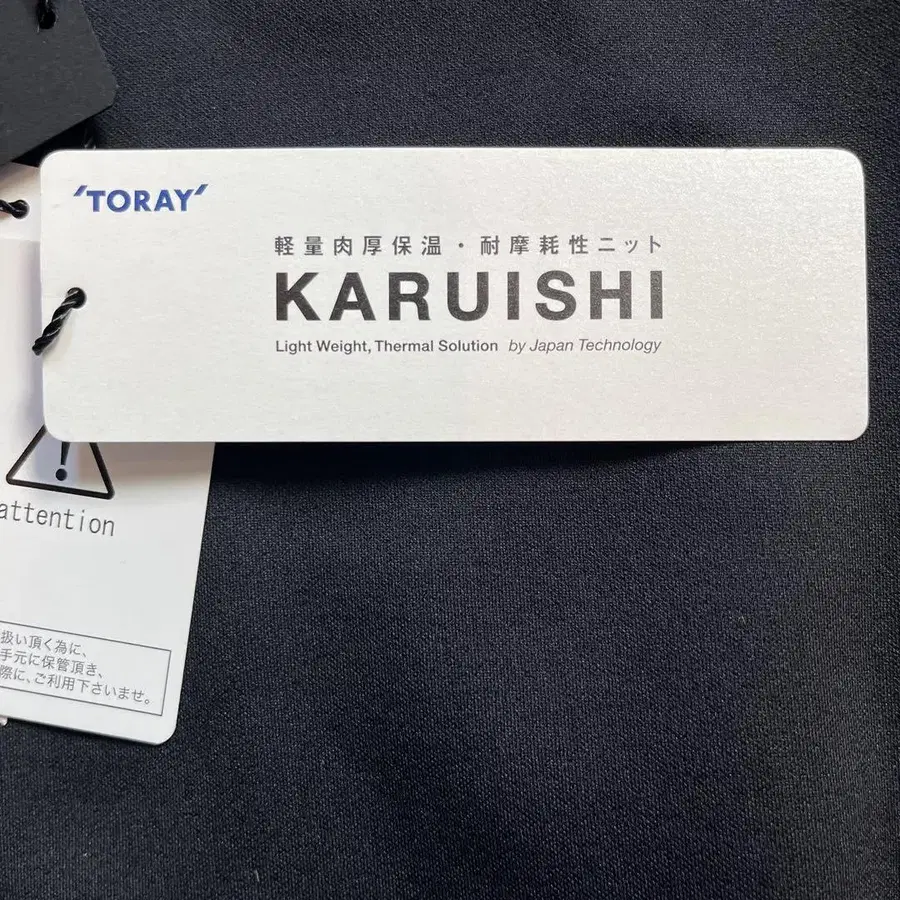 'TORAY'
軽量肉厚保温・耐摩耗性ニット
KARUISHI
Light Weight, Thermal Solution by Japan Technology
!
attention
扱い頂く為に、
手元に保管頂き、
際に、ご利用下さいませ。